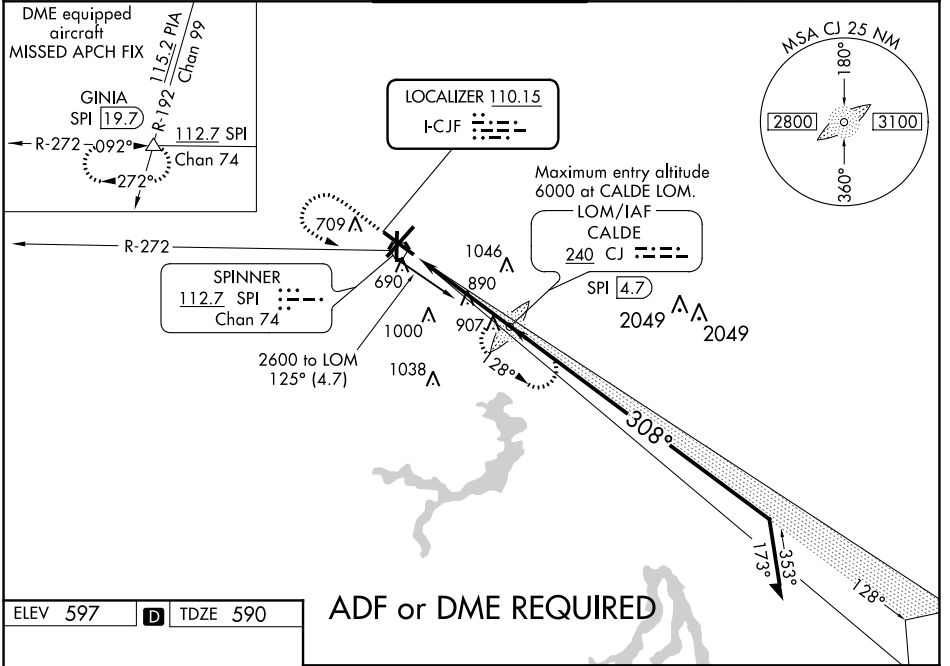 DME equipped
aircraft
MISSED APCH FIX
115.2 PIA
Chan 99
R-192
GINIA
SPI 19.7
R-272
092°
272°
112.7 SPI
Chan 74
LOCALIZER 110.15
I-CJF
MSA CJ 25 NM
180°
2800
3100
360°
Maximum entry altitude
6000 at CALDE LOM.
LOM/IAF
CALDE
240 CJ
SPI 4.7
709
R-272
1046
690
890
SPINNER
112.7 SPI
Chan 74
1000
907
2049
2049
2600 to LOM
125° (4.7)
1038
128°
308°
173°
353°
128°
ELEV 597
D
TDZE 590
ADF or DME REQUIRED